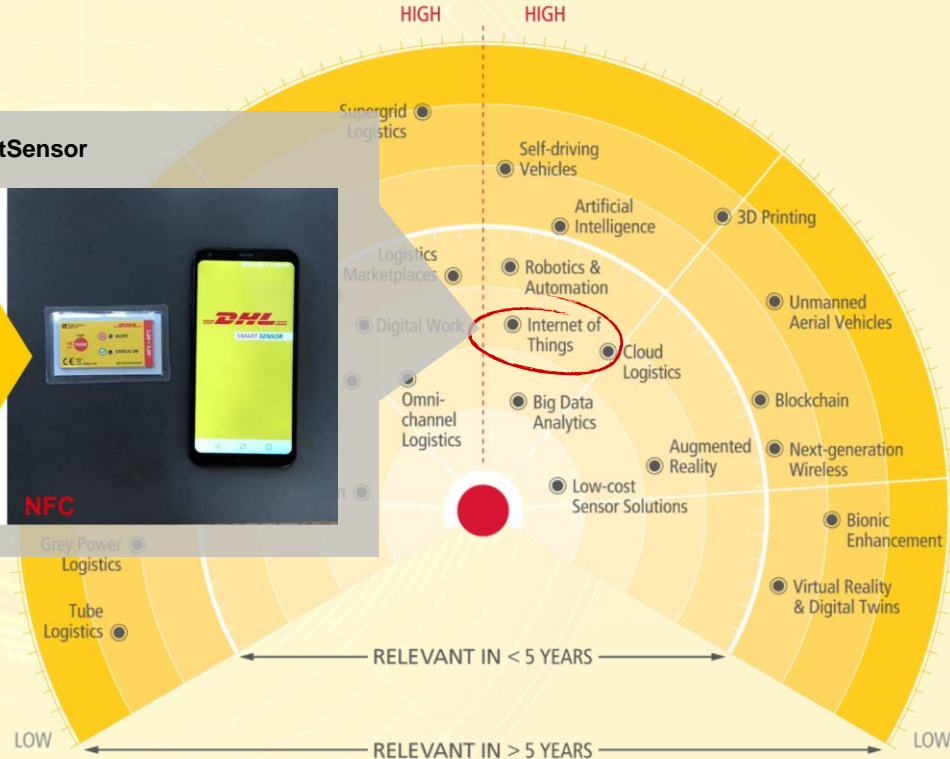 HIGH
HIGH
Supergrid
Logistics
tSensor
Self-driving
Vehicles
Artificial
Intelligence
3D Printing
Logistics
Marketplaces
Robotics &
Automation
Unmanned
Aerial Vehicles
Digital Work
Internet of
Things
Cloud
Logistics
DHL
SMART SENSOR
DHL
PUSH
ALERT
STATUS OK
Omni-
channel
Logistics
Big Data
Analytics
Blockchain
Augmented
Reality
Next-generation
Wireless
Low-cost
Sensor Solutions
n
NFC
Bionic
Enhancement
Grey Power
Logistics
Virtual Reality
& Digital Twins
Tube
Logistics
RELEVANT IN < 5 YEARS
LOW
RELEVANT IN > 5 YEARS
LOW